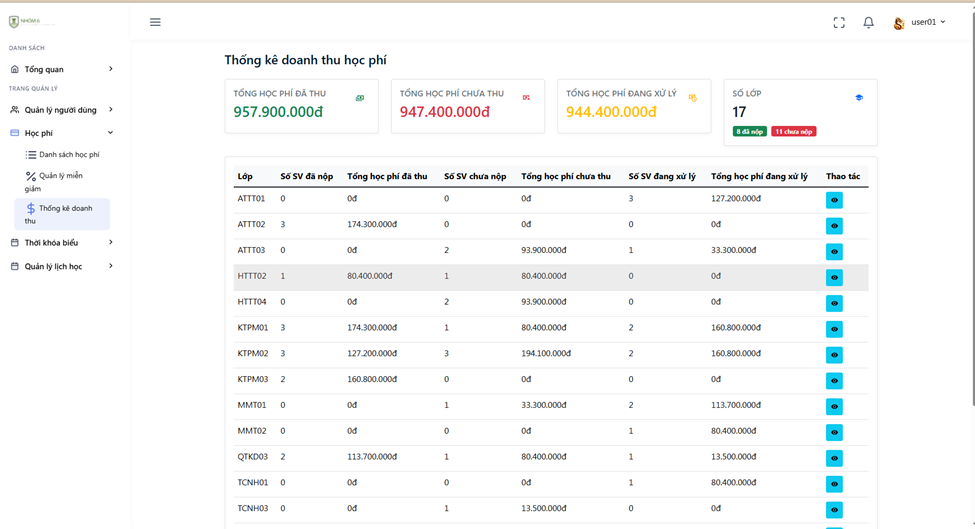 NHÓM 6
user01
DANH SÁCH
Tổng quan
TRANG QUẢN LÝ
Quản lý người dùng
Học phí
Danh sách học phí
Quản lý miễn
giảm
Thống kê doanh
thu
Thời khóa biểu
Quản lý lịch học
Thống kê doanh thu học phí
TỔNG HỌC PHÍ ĐÃ THU
957.900.000đ
TỔNG HỌC PHÍ CHƯA THU
947.400.000đ
TỔNG HỌC PHÍ ĐANG XỬ LÝ
944.400.000đ
SỐ LỚP
17
8 đã nộp 11 chưa nộp
Lớp Số SV đã nộp Tổng học phí đã thu Số SV chưa nộp Tổng học phí chưa thu Số SV đang xử lý Tổng học phí đang xử lý Thao tác
ATTT01 0 0đ 0 0đ 3 127.200.000đ
ATTT02 3 174.300.000đ 0 0đ 0 0đ
ATTT03 0 0đ 2 93.900.000đ 1 33.300.000đ
HTTT02 1 80.400.000đ 1 80.400.000đ 0 0đ
HTTT04 0 0đ 2 93.900.000đ 0 0đ
KTPM01 3 174.300.000đ 1 80.400.000đ 2 160.800.000đ
KTPM02 3 127.200.000đ 3 194.100.000đ 2 160.800.000đ
KTPM03 2 160.800.000đ 0 0đ 0 0đ
MMT01 0 0đ 1 33.300.000đ 2 113.700.000đ
MMT02 0 0đ 0 0đ 1 80.400.000đ
QTKD03 2 113.700.000đ 1 80.400.000đ 1 13.500.000đ
TCNH01 0 0đ 0 0đ 1 80.400.000đ
TCNH03 0 0đ 1 13.500.000đ 0 0đ